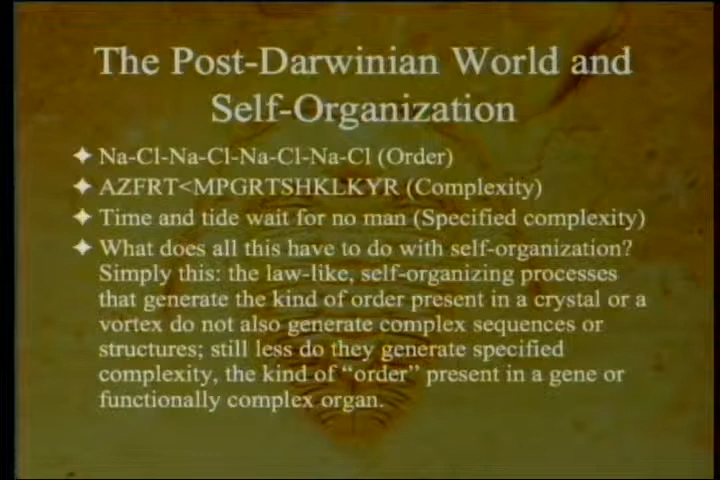 The Post-Darwinian World and
Self-Organization
Na-Cl-Na-Cl-Na-Cl-Na-Cl (Order)
AZFRT<MPGRTSHKLKYR (Complexity)
Time and tide wait for no man (Specified complexity)
What does all this have to do with self-organization?
Simply this: the law-like, self-organizing processes
that generate the kind of order present in a crystal or a
vortex do not also generate complex sequences or
structures; still less do they generate specified
complexity, the kind of “order” present in a gene or
functionally complex organ.